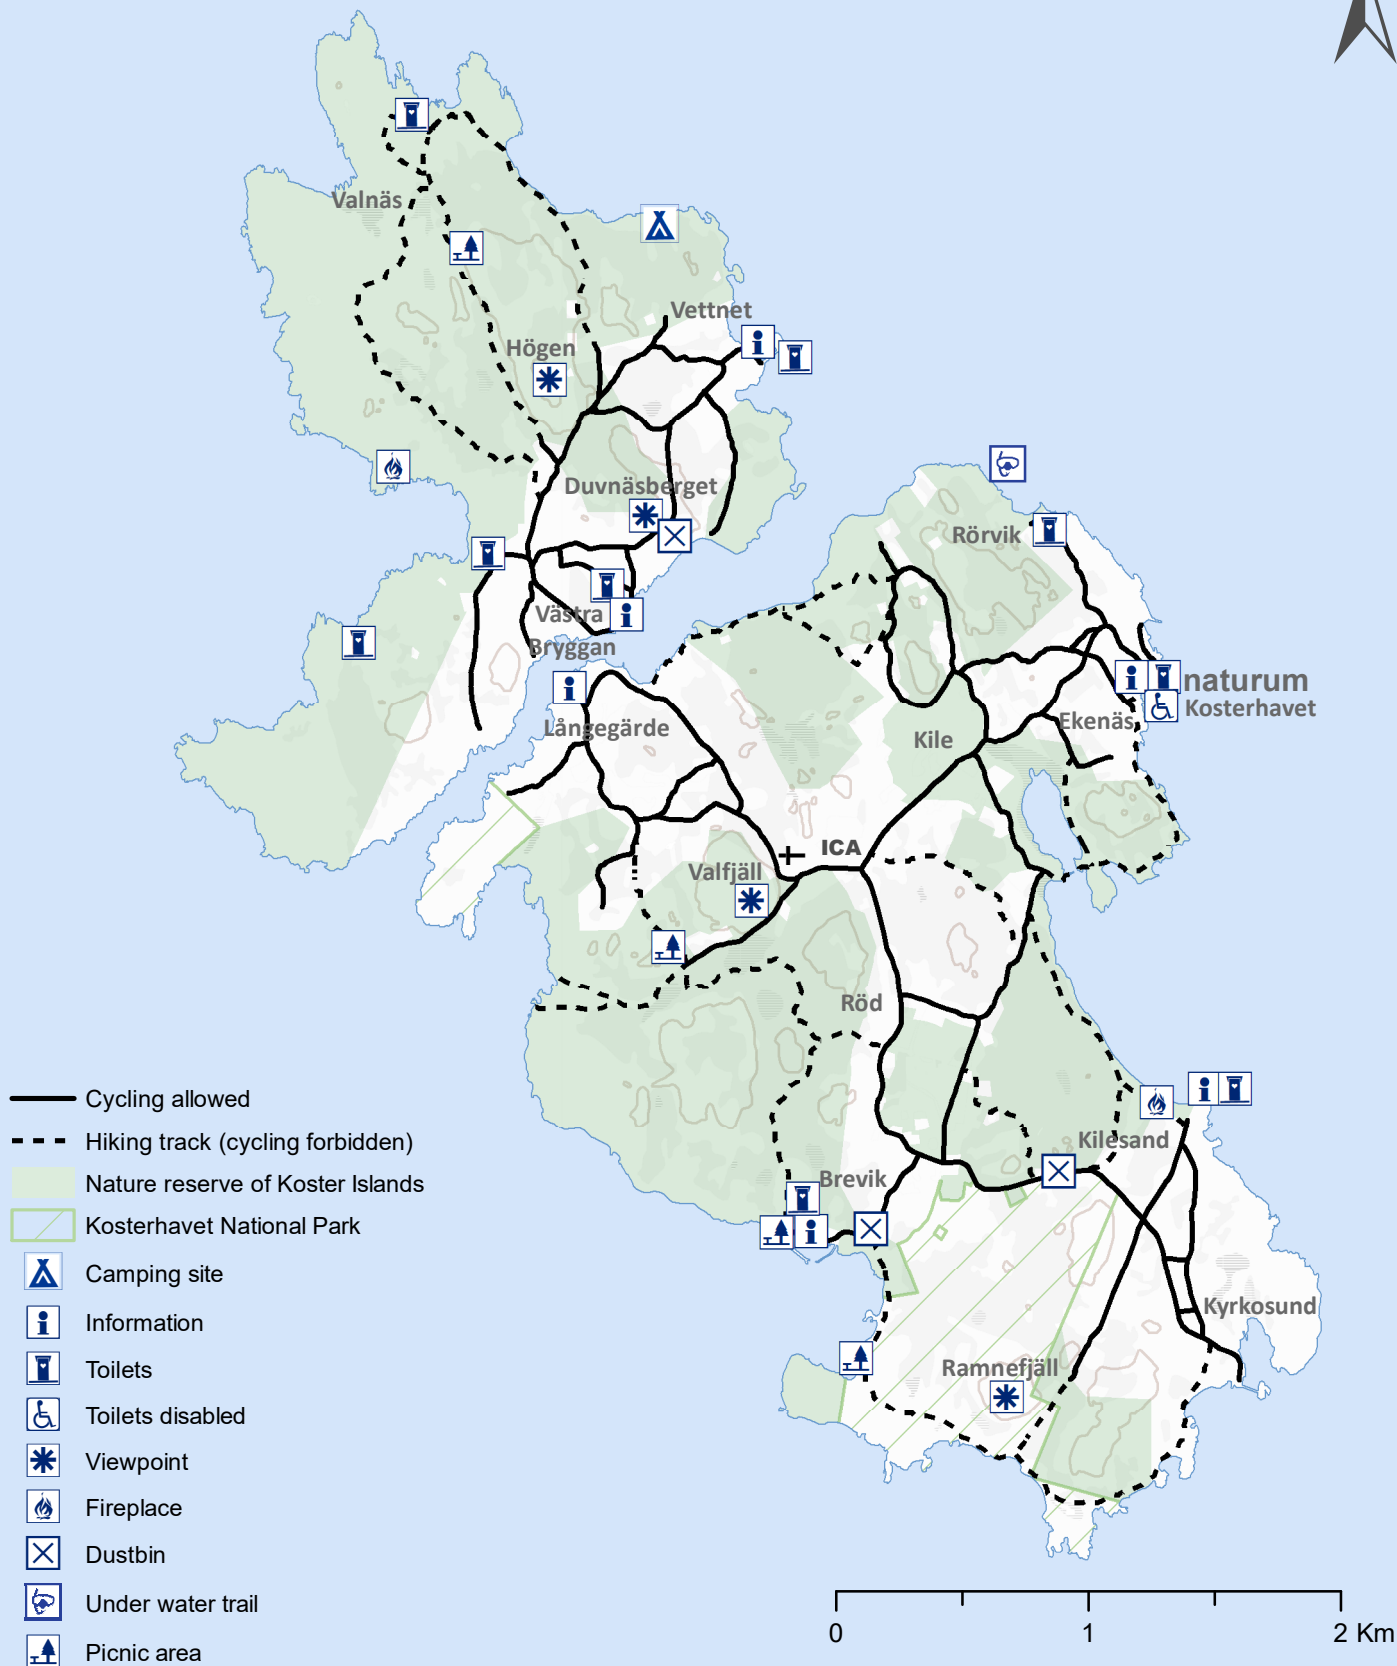 Valnäs
Vettnet
Högen
Duvnäsberget
Rörvik
Västra
Bryggan
naturum
Kosterhavet
Ekenäs
Långegärde
Kile
ICA
Valfjäll
Röd
Kilesand
Brevik
Kyrkosund
Ramnefjäll
Cycling allowed
Hiking track (cycling forbidden)
Nature reserve of Koster Islands
Kosterhavet National Park
Camping site
Information
Toilets
Toilets disabled
Viewpoint
Fireplace
Dustbin
Under water trail
Picnic area
0 1 2 Km